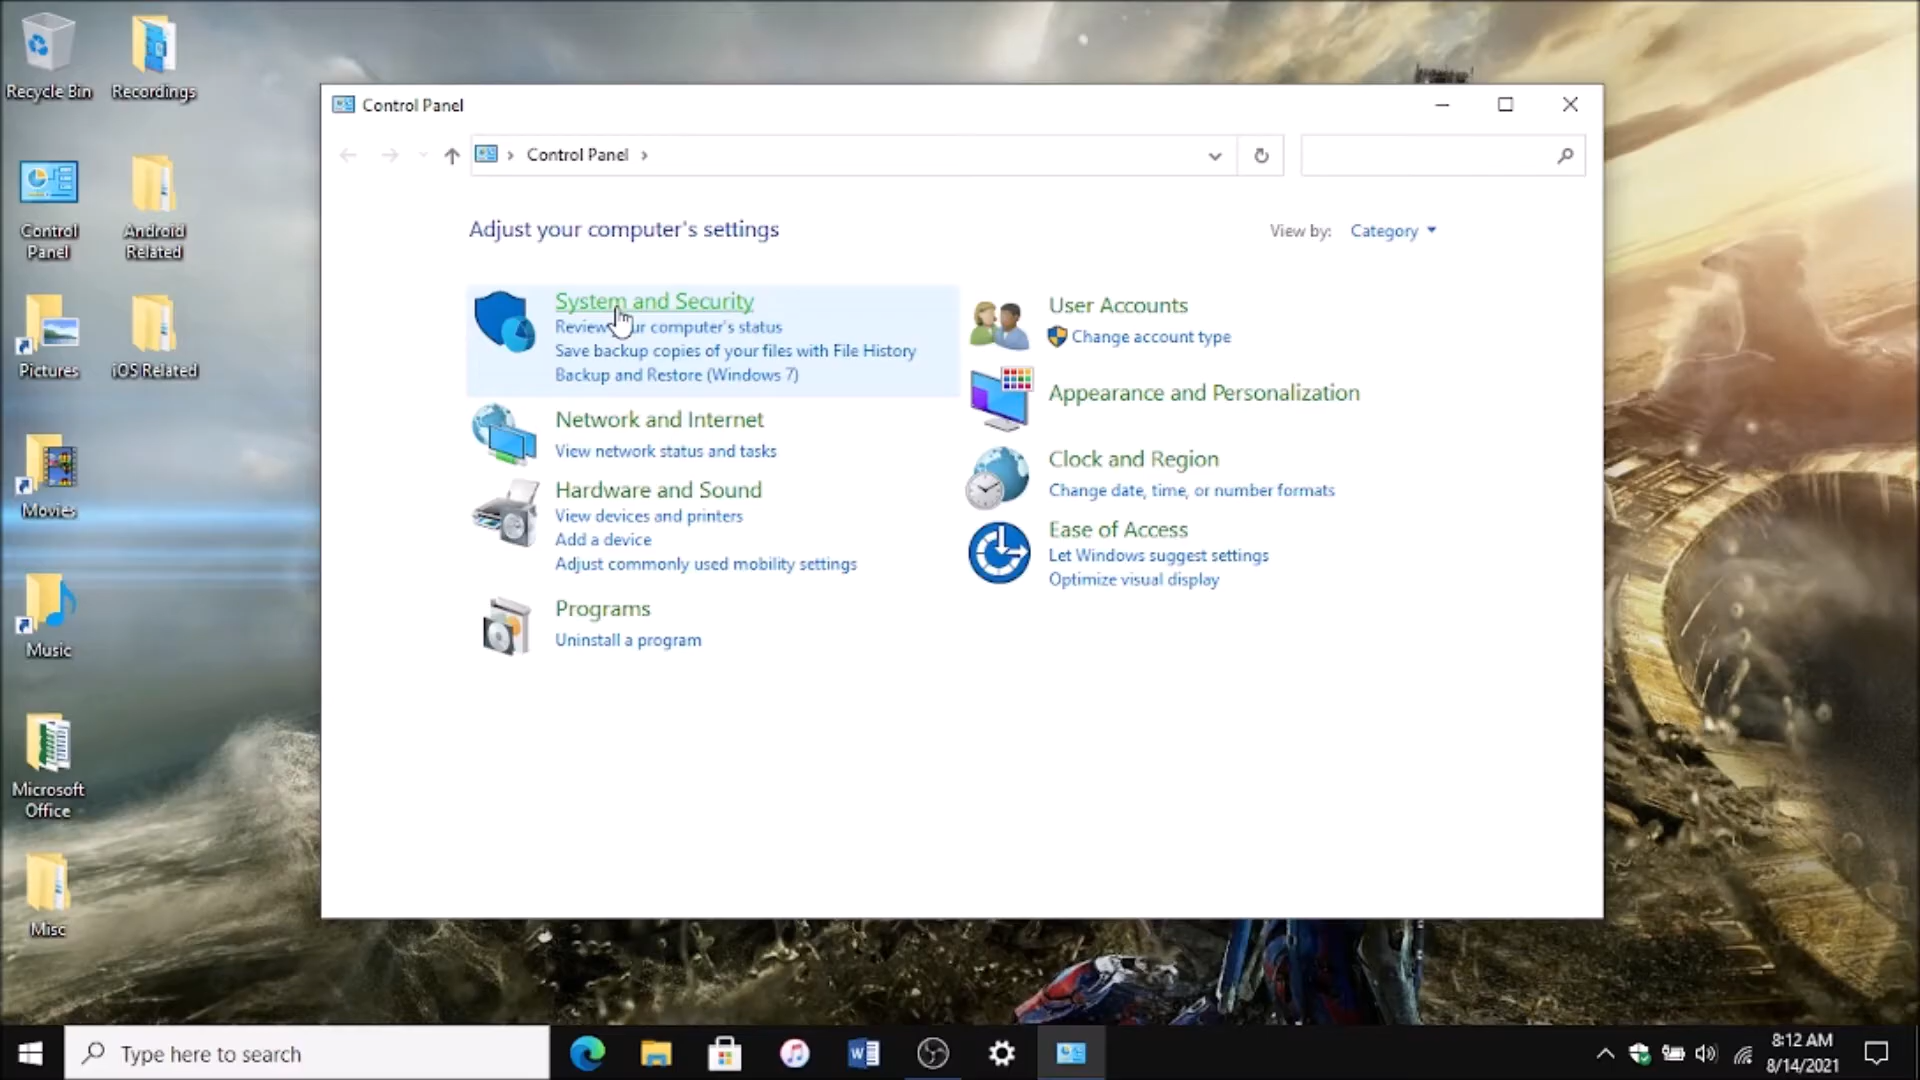 Recycle Bin
Recordings
Control Panel
Android Related
Pictures
iOS Related
Movies
Music
Microsoft Office
Misc
Control Panel
Control Panel
Adjust your computer's settings
View by: Category
System and Security
Review your computer's status
Save backup copies of your files with File History
Backup and Restore (Windows 7)
Network and Internet
View network status and tasks
Hardware and Sound
View devices and printers
Add a device
Adjust commonly used mobility settings
Programs
Uninstall a program
User Accounts
Change account type
Appearance and Personalization
Clock and Region
Change date, time, or number formats
Ease of Access
Let Windows suggest settings
Optimize visual display
Type here to search
8:12 AM
8/14/2021